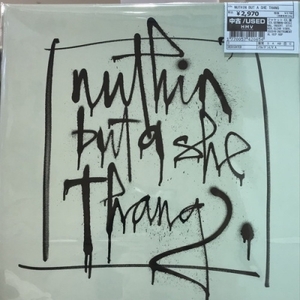 NUTHIN BUT A SHE THANG
¥2,970
中古/USED
HMV
nuthin
but a she
thang